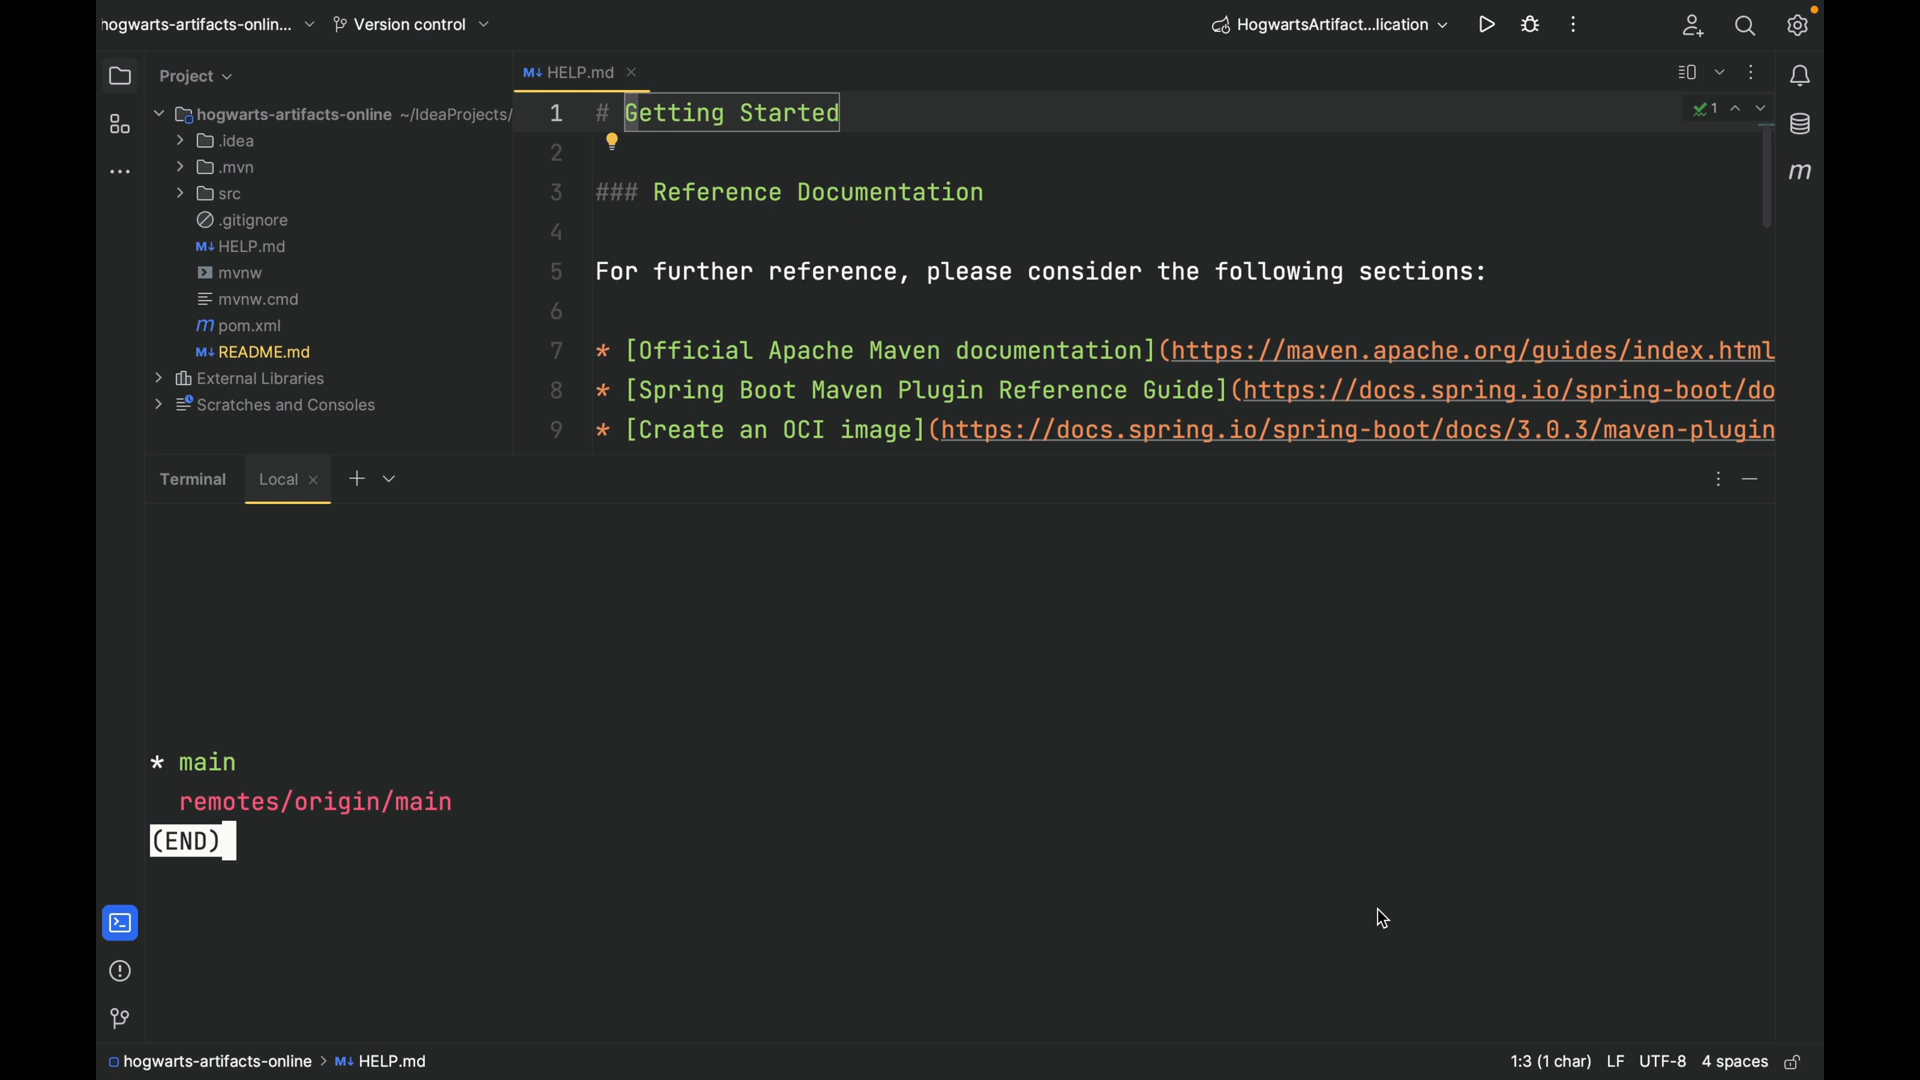 hogwarts-artifacts-onlin... Version control HogwartsArtifact...lication
Project
hogwarts-artifacts-online ~/IdeaProjects/
.idea
.mvn
src
.gitignore
M↓ HELP.md
mvnw
mvnw.cmd
m pom.xml
M↓ README.md
External Libraries
Scratches and Consoles
M↓ HELP.md
1 # Getting Started
1
2
3 ### Reference Documentation
4
5 For further reference, please consider the following sections:
6
7 * [Official Apache Maven documentation](https://maven.apache.org/guides/index.html
8 * [Spring Boot Maven Plugin Reference Guide](https://docs.spring.io/spring-boot/do
9 * [Create an OCI image](https://docs.spring.io/spring-boot/docs/3.0.3/maven-plugin
m
Terminal Local
* main
remotes/origin/main
(END)
hogwarts-artifacts-online > M↓ HELP.md 1:3 (1 char) LF UTF-8 4 spaces